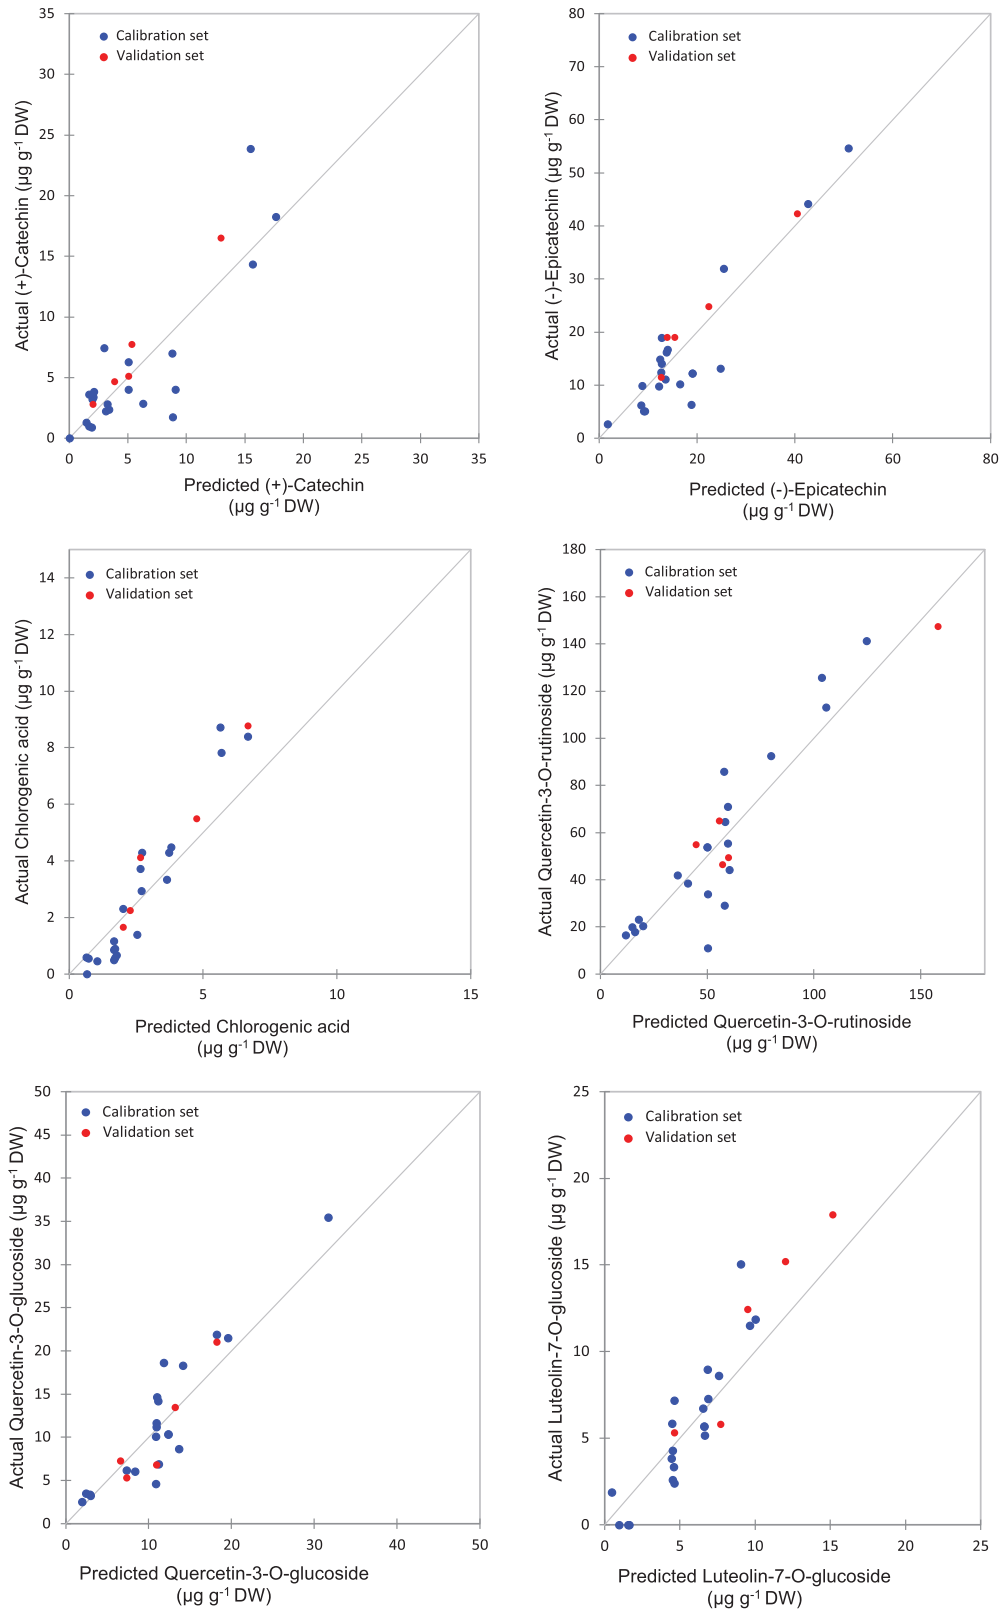 35
30
25
20
15
10
5
0
Calibration set
Validation set
Actual (+)-Catechin (µg g-1 DW)
0 5 10 15 20 25 30 35
Predicted (+)-Catechin
(µg g-1 DW)
80
70
60
50
40
30
20
10
0
Calibration set
Validation set
Actual (-)-Epicatechin (µg g-1 DW)
0 20 40 60 80
Predicted (-)-Epicatechin
(µg g-1 DW)
14
12
10
8
6
4
2
0
Calibration set
Validation set
Actual Chlorogenic acid (µg g-1 DW)
0 5 10 15
Predicted Chlorogenic acid
(µg g-1 DW)
180
160
140
120
100
80
60
40
20
0
Calibration set
Validation set
Actual Quercetin-3-O-rutinoside (µg g-1 DW)
0 50 100 150
Predicted Quercetin-3-O-rutinoside
(µg g-1 DW)
50
45
40
35
30
25
20
15
10
5
0
Calibration set
Validation set
Actual Quercetin-3-O-glucoside (µg g-1 DW)
0 10 20 30 40 50
Predicted Quercetin-3-O-glucoside
(µg g-1 DW)
25
20
15
10
5
0
Calibration set
Validation set
Actual Luteolin-7-O-glucoside (µg g-1 DW)
0 5 10 15 20 25
Predicted Luteolin-7-O-glucoside
(µg g-1 DW)